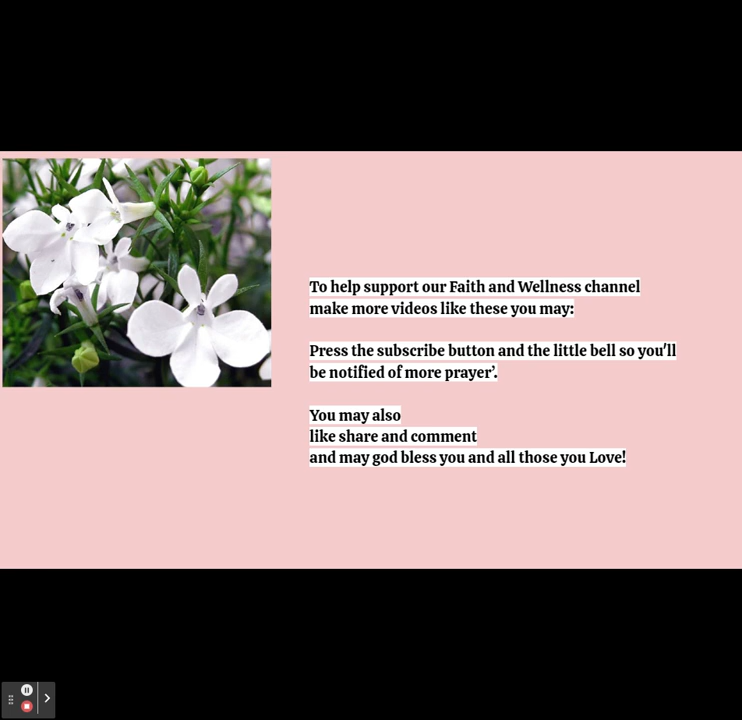 To help support our Faith and Wellness channel
make more videos like these you may:
Press the subscribe button and the little bell so you'll
be notified of more prayer’.
You may also
like share and comment
and may god bless you and all those you Love!